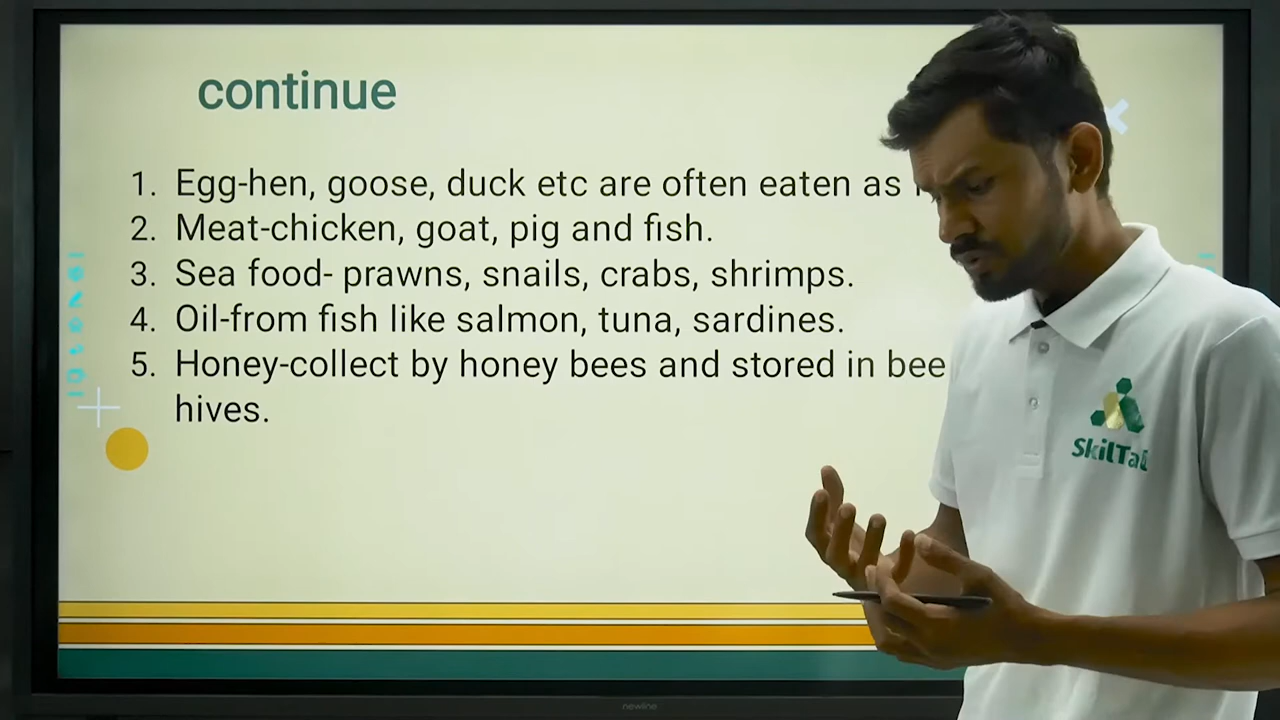 continue
1. Egg-hen, goose, duck etc are often eaten as
2. Meat-chicken, goat, pig and fish.
3. Sea food- prawns, snails, crabs, shrimps.
4. Oil-from fish like salmon, tuna, sardines.
5. Honey-collect by honey bees and stored in bee
hives.
SkilTa
newline